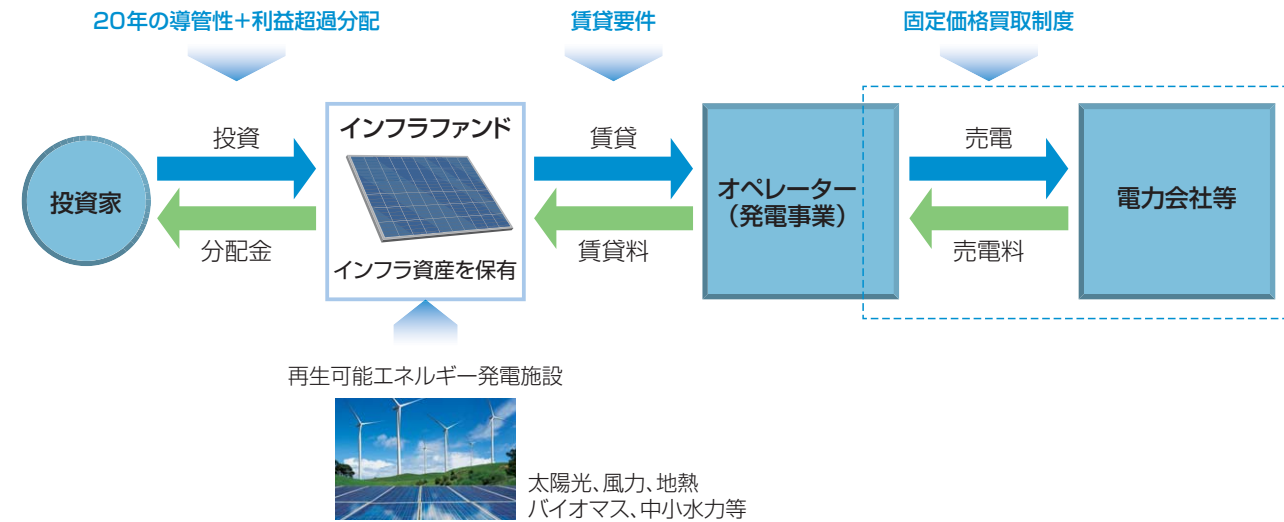 20年の導管性+利益超過分配
賃貸要件
固定価格買取制度
投資家
投資
分配金
インフラファンド
インフラ資産を保有
賃貸
賃貸料
オペレーター
（発電事業）
売電
売電料
電力会社等
再生可能エネルギー発電施設
太陽光、風力、地熱
バイオマス、中小水力等